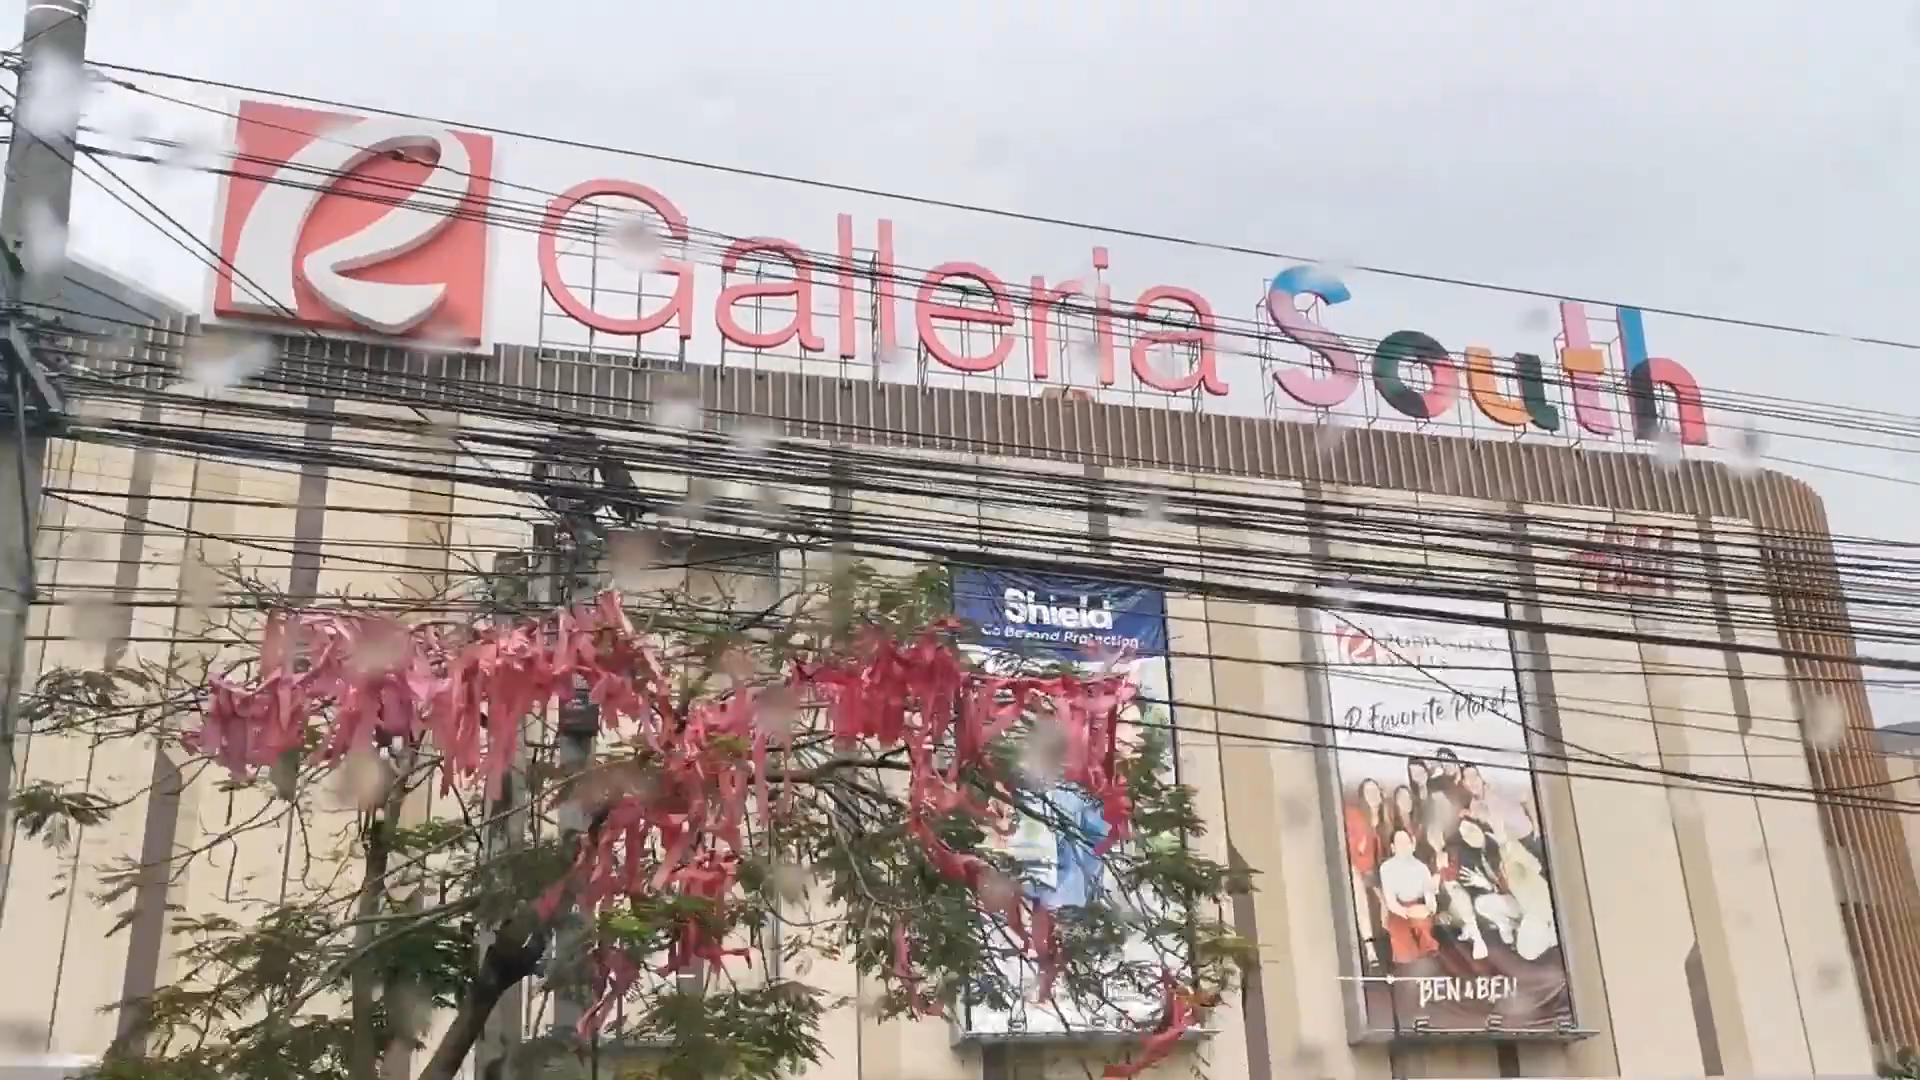 Galleria South
Shield
Go Beyond Protection
R Favorite Place!
BEN&BEN